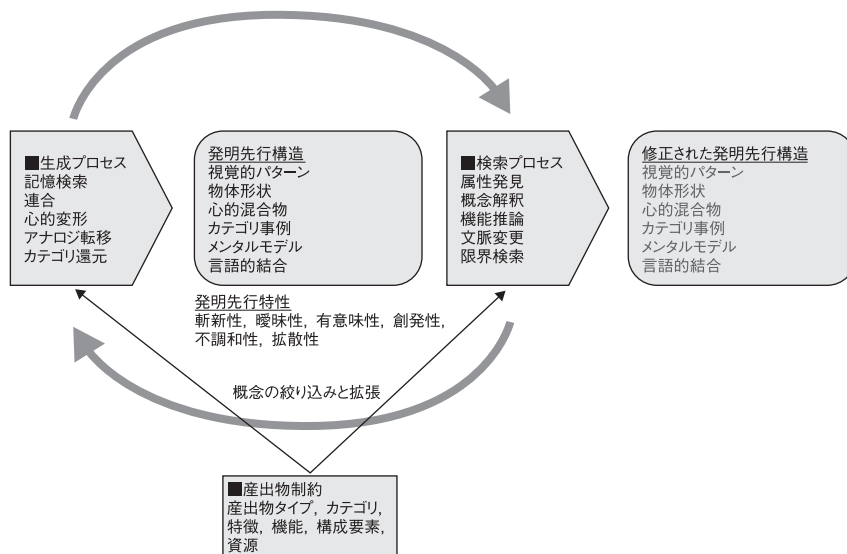 ■生成プロセス
記憶検索
連合
心的変形
アナロジ転移
カテゴリ還元
発明先行構造
視覚的パターン
物体形状
心的混合物
カテゴリ事例
メンタルモデル
言語的結合
発明先行特性
斬新性, 曖昧性, 有意味性, 創発性,
不調和性, 拡散性
■検索プロセス
属性発見
概念解釈
機能推論
文脈変更
限界検索
修正された発明先行構造
視覚的パターン
物体形状
心的混合物
カテゴリ事例
メンタルモデル
言語的結合
概念の絞り込みと拡張
■産出物制約
産出物タイプ, カテゴリ,
特徴, 機能, 構成要素,
資源